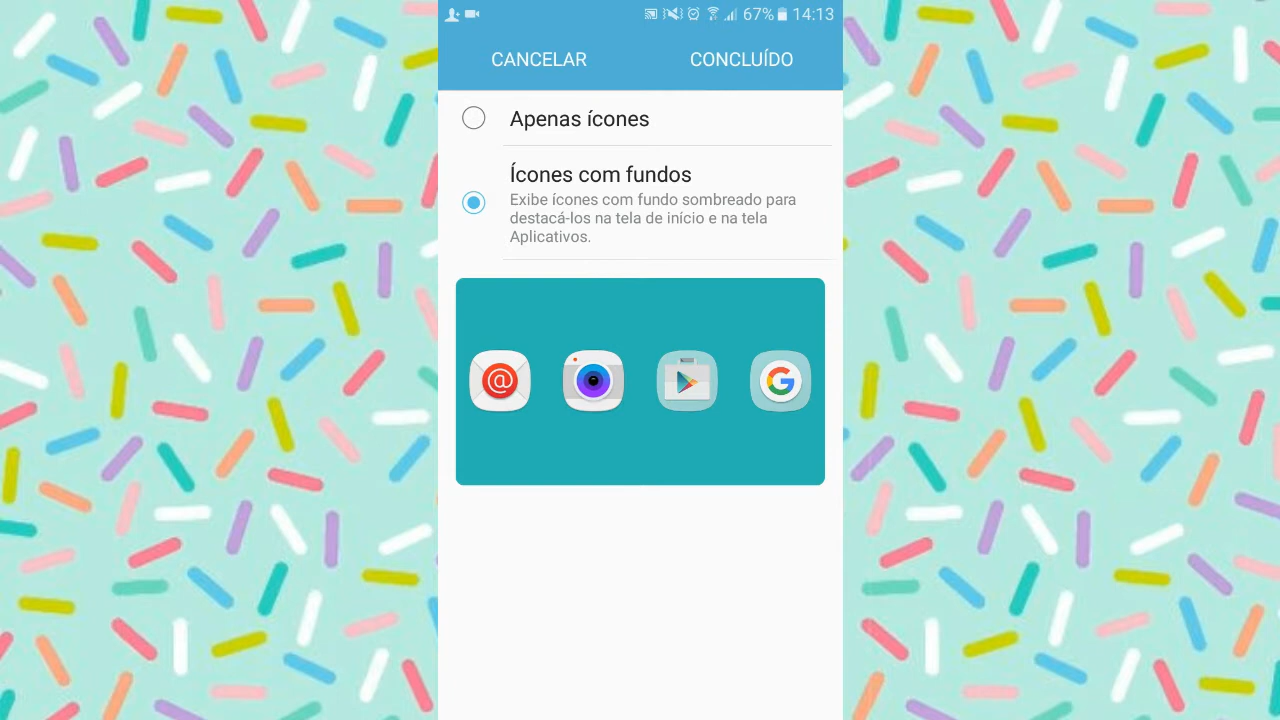 67% 14:13
CANCELAR CONCLUÍDO
Apenas ícones
Ícones com fundos
Exibe ícones com fundo sombreado para
destacá-los na tela de início e na tela
Aplicativos.
@
G